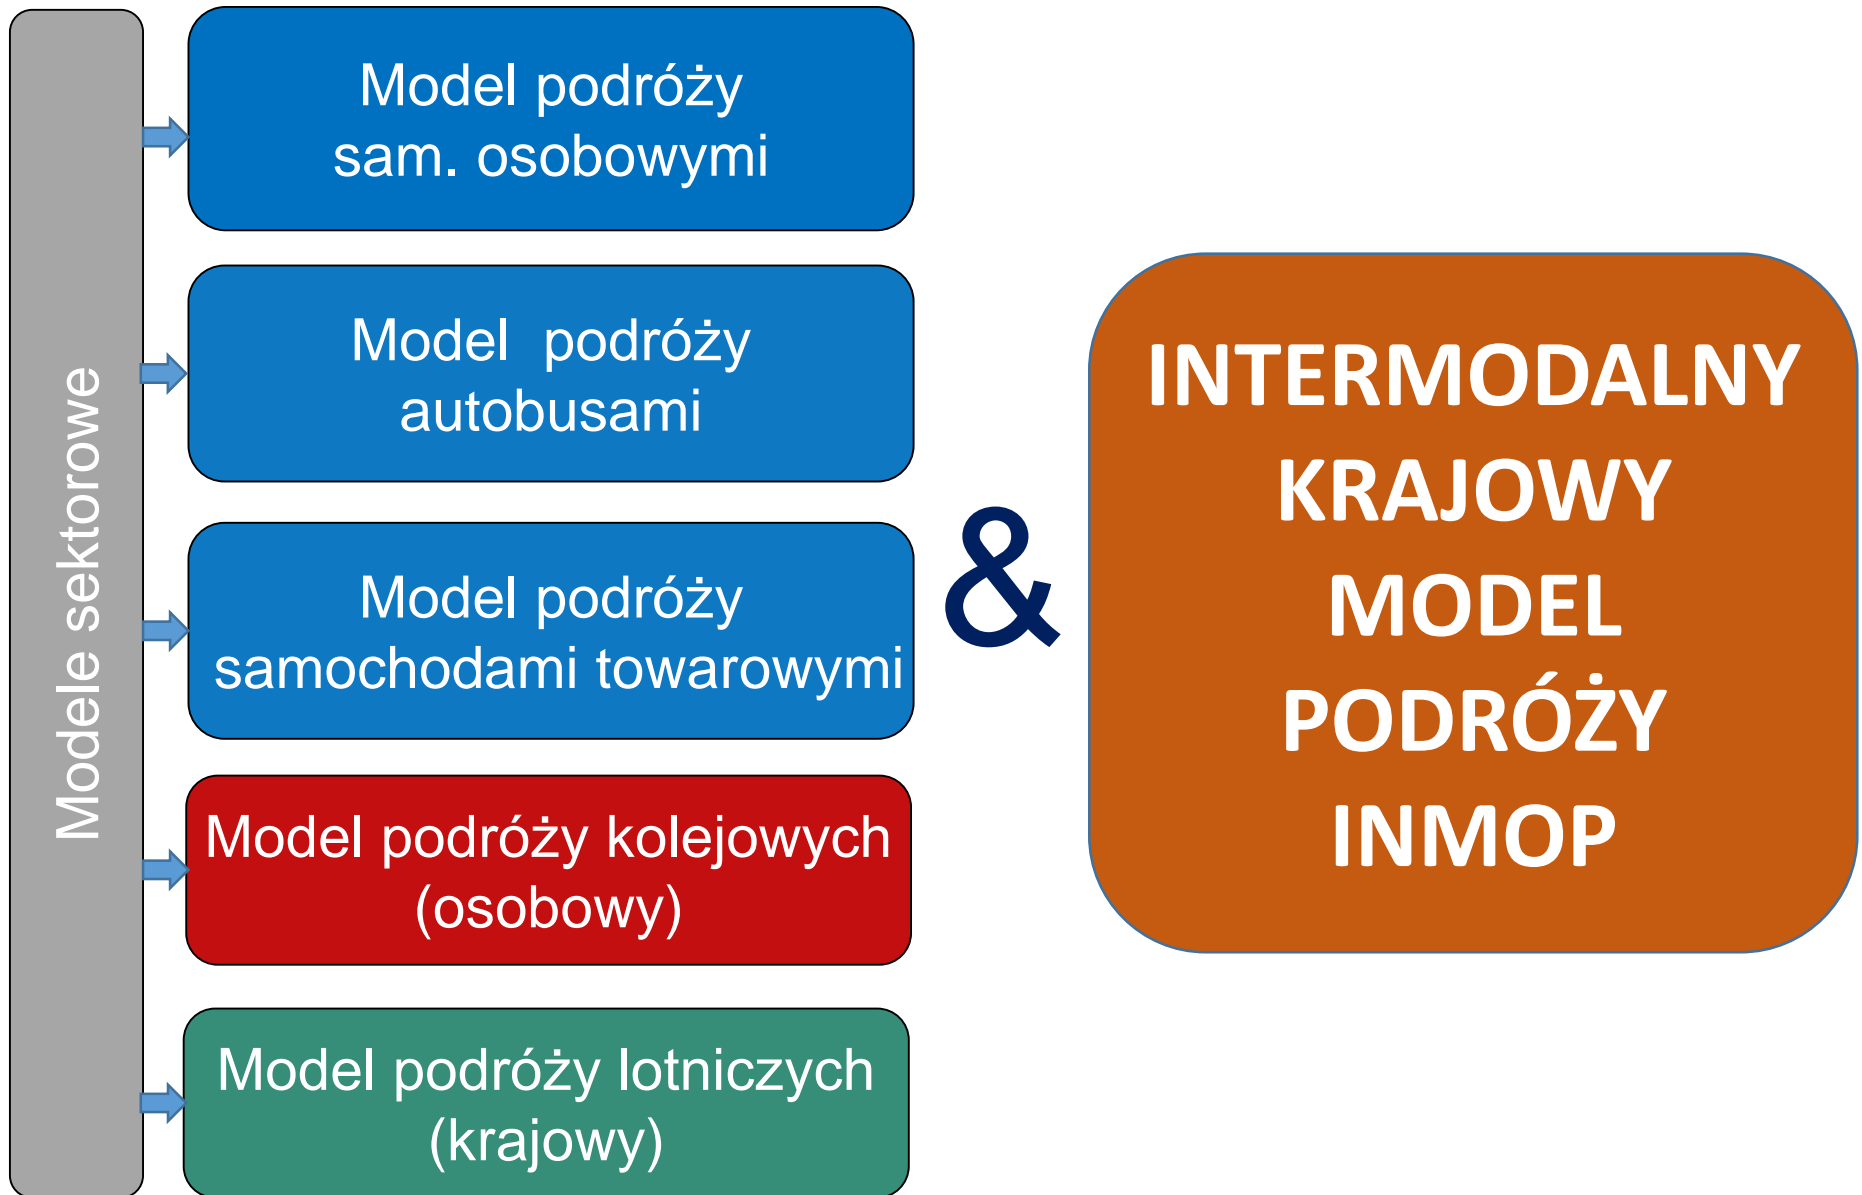 Modele sektorowe
Model podróży
sam. osobowymi
Model podróży
autobusami
Model podróży
samochodami towarowymi
Model podróży kolejowych
(osobowy)
Model podróży lotniczych
(krajowy)
&
INTERMODALNY
KRAJOWY
MODEL
PODRÓŻY
INMOP